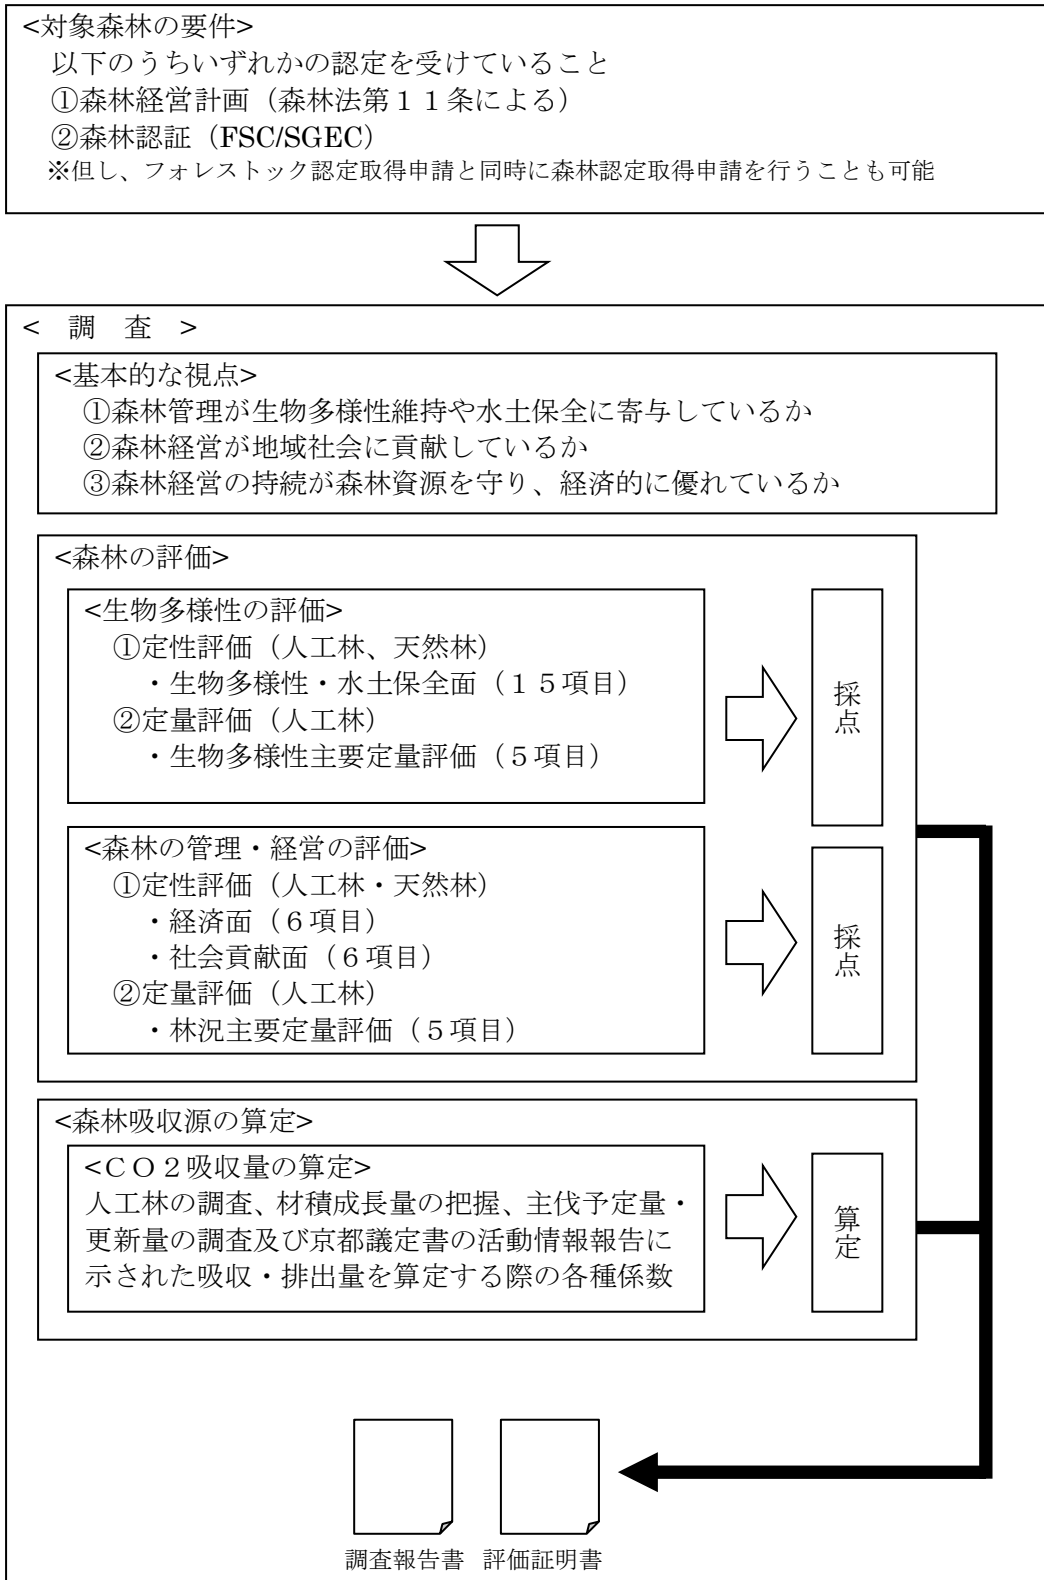 <対象森林の要件>
以下のうちいずれかの認定を受けていること
①森林経営計画（森林法第１１条による）
②森林認証（FSC/SGEC）
※但し、フォレストック認定取得申請と同時に森林認定取得申請を行うことも可能
<　調　査　>
<基本的な視点>
①森林管理が生物多様性維持や水土保全に寄与しているか
②森林経営が地域社会に貢献しているか
③森林経営の持続が森林資源を守り、経済的に優れているか
<森林の評価>
<生物多様性の評価>
①定性評価（人工林、天然林）
・生物多様性・水土保全面（１５項目）
②定量評価（人工林）
・生物多様性主要定量評価（５項目）
採点
<森林の管理・経営の評価>
①定性評価（人工林・天然林）
・経済面（６項目）
・社会貢献面（６項目）
②定量評価（人工林）
・林況主要定量評価（５項目）
採点
<森林吸収源の算定>
<ＣＯ２吸収量の算定>
人工林の調査、材積成長量の把握、主伐予定量・
更新量の調査及び京都議定書の活動情報報告に
示された吸収・排出量を算定する際の各種係数
算定
調査報告書　評価証明書